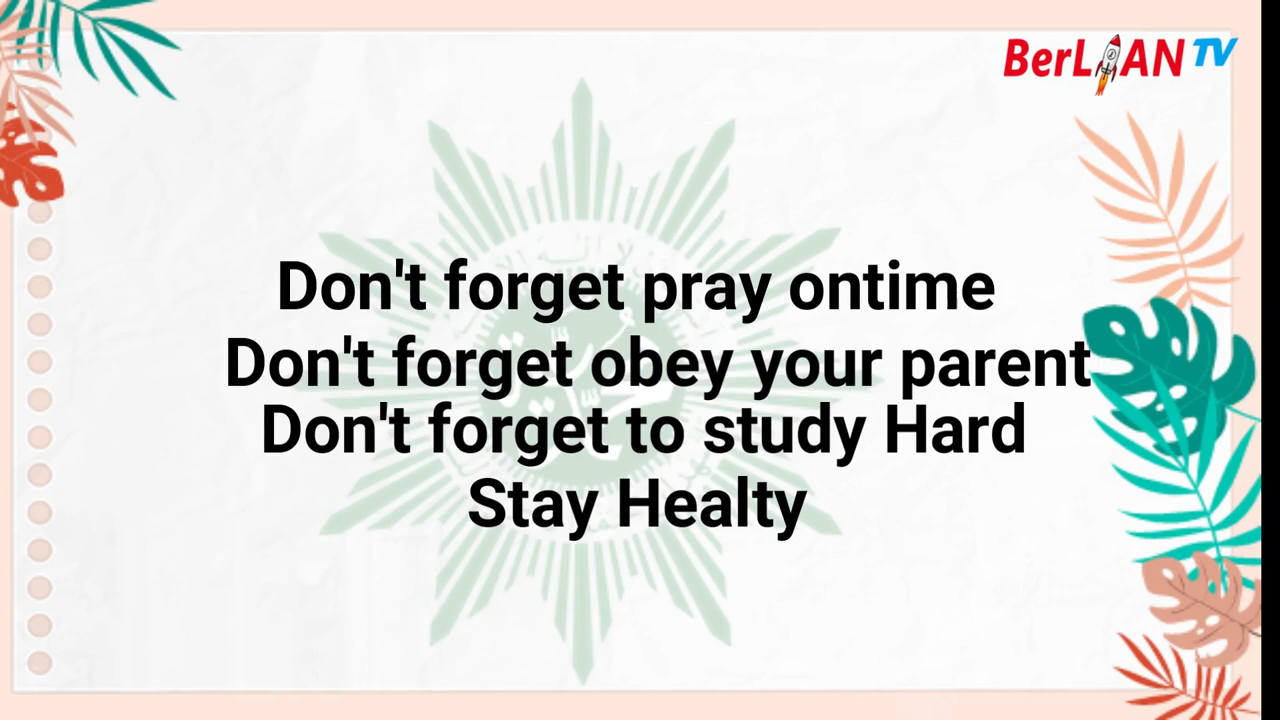 BerLIAN TV
Don't forget pray ontime
Don't forget obey your parent
Don't forget to study Hard
Stay Healty